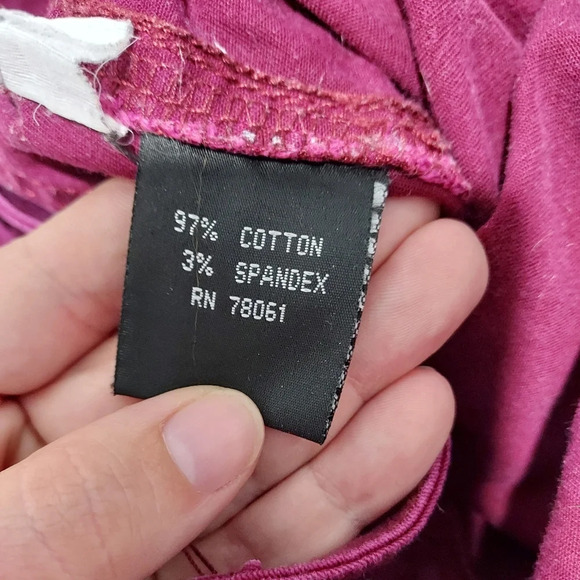 97% COTTON
3% SPANDEX
RN 78061